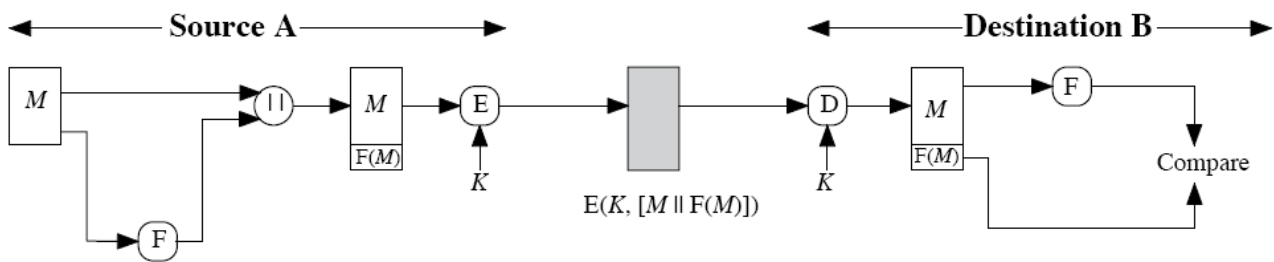 Source A
Destination B
M
||
M
F(M)
E
K
F
E(K, [M || F(M)])
D
K
M
F(M)
F
Compare